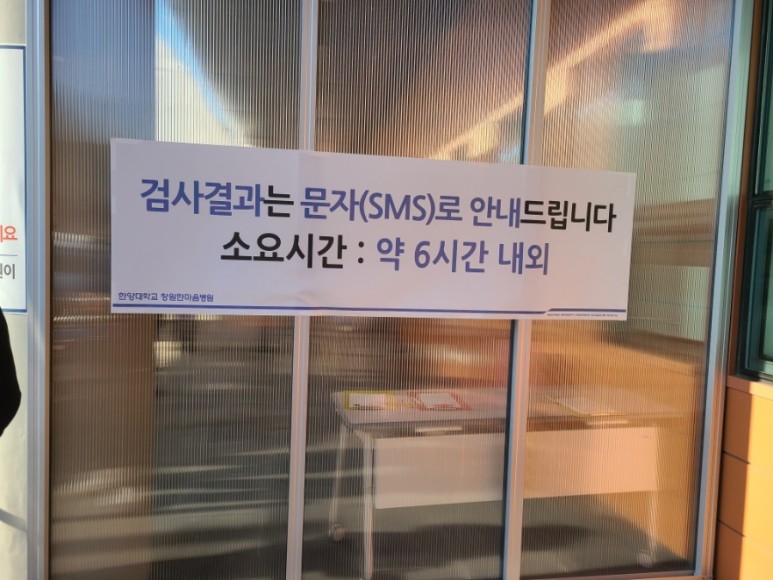 검사결과는 문자(SMS)로 안내드립니다
소요시간 : 약 6시간 내외
한양대학교 창원한마음병원